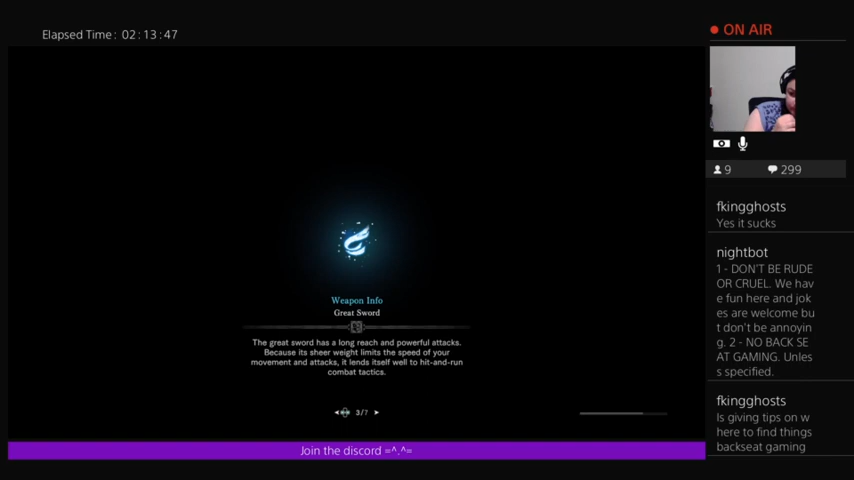 Elapsed Time: 02:13:47
ON AIR
9 299
fkingghosts
Yes it sucks
nightbot
1 - DON'T BE RUDE
OR CRUEL. We hav
e fun here and jok
es are welcome bu
t don't be annoyin
g. 2 - NO BACK SE
AT GAMING. Unles
s specified.
fkingghosts
Is giving tips on w
here to find things
backseat gaming
Weapon Info
Great Sword
The great sword has a long reach and powerful attacks.
Because its sheer weight limits the speed of your
movement and attacks, it lends itself well to hit-and-run
combat tactics.
3/7
Join the discord =^.^=